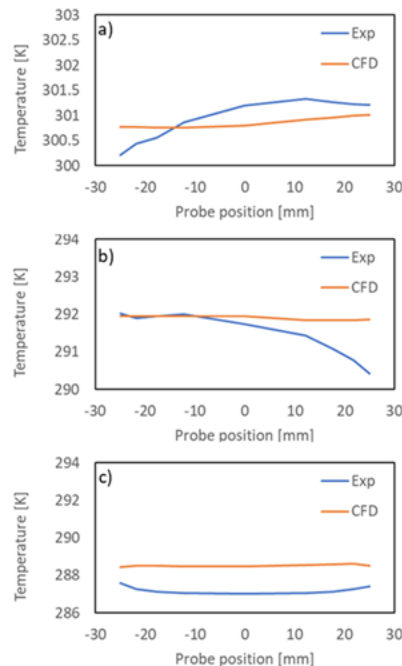 a)
303
302.5
302
301.5
301
300.5
300
Temperature [K]
Exp
CFD
-30 -20 -10 0 10 20 30
Probe position [mm]
b)
294
293
292
291
290
Temperature [K]
Exp
CFD
-30 -20 -10 0 10 20 30
Probe position [mm]
c)
294
292
290
288
286
Temperature [K]
Exp
CFD
-30 -20 -10 0 10 20 30
Probe position [mm]